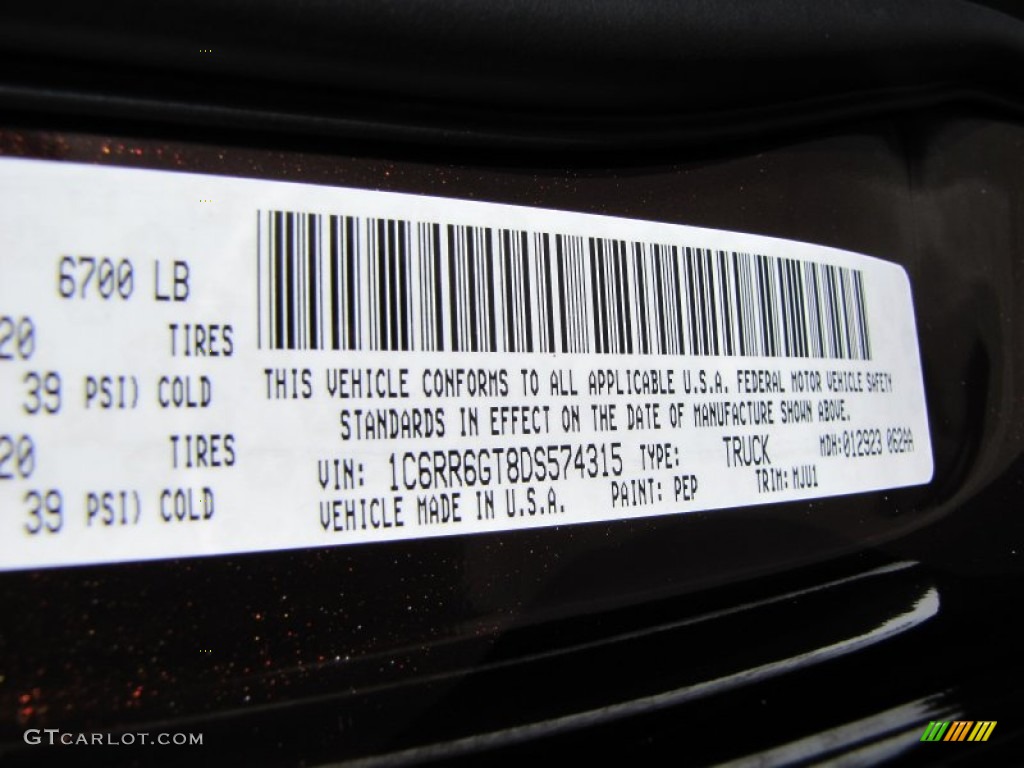 6700 LB
20 TIRES
39 PSI) COLD
20 TIRES
39 PSI) COLD
THIS VEHICLE CONFORMS TO ALL APPLICABLE U.S.A. FEDERAL MOTOR VEHICLE SAFETY
STANDARDS IN EFFECT ON THE DATE OF MANUFACTURE SHOWN ABOVE.
VIN: 1C6RR6GT8DS574315 TYPE: TRUCK MDH:012923 062AA
VEHICLE MADE IN U.S.A. PAINT: PEP TRIM:MJU1
GTCARLOT.COM